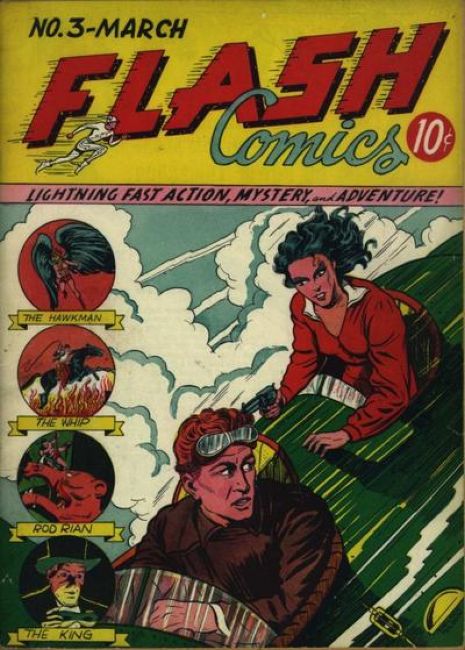 NO. 3-MARCH
FLASH
Comics
10¢
LIGHTNING FAST ACTION, MYSTERY, and ADVENTURE!
THE HAWKMAN
THE WHIP
ROD RIAN
THE KING